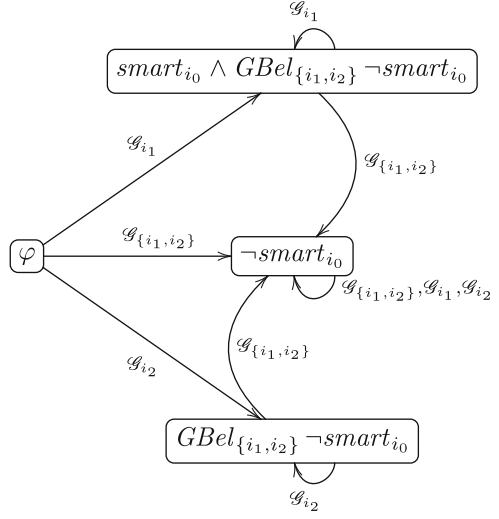 𝒢_{i_1}
smart_{i_0} ∧ GBel_{\{i_1,i_2\}} ¬smart_{i_0}
𝒢_{i_1}
𝒢_{\{i_1,i_2\}}
𝒢_{\{i_1,i_2\}}
φ
¬smart_{i_0}
𝒢_{\{i_1,i_2\}},𝒢_{i_1},𝒢_{i_2}
𝒢_{\{i_1,i_2\}}
𝒢_{i_2}
GBel_{\{i_1,i_2\}} ¬smart_{i_0}
𝒢_{i_2}